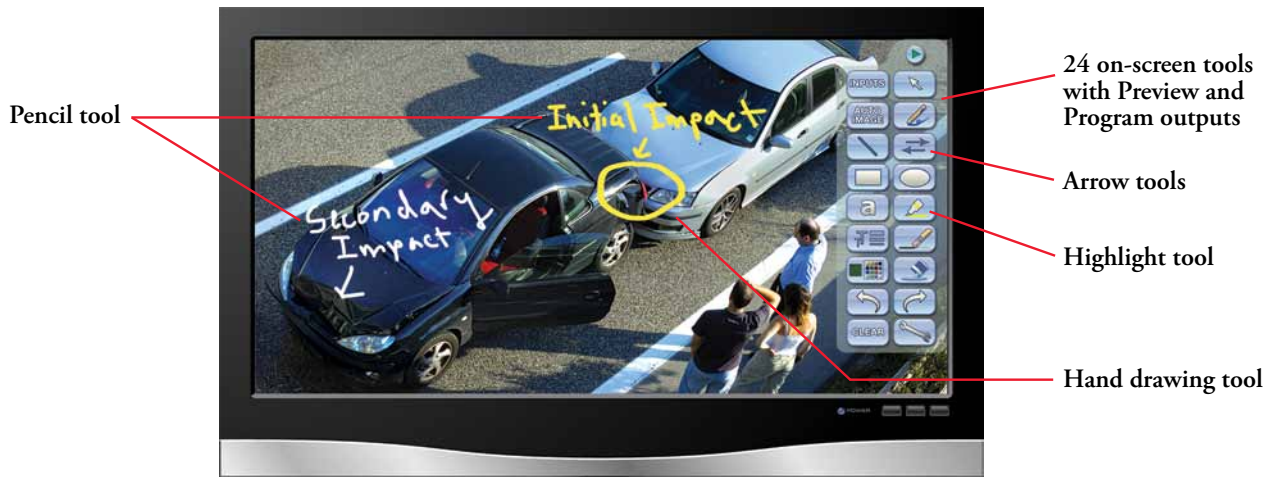 Pencil tool
Initial Impact
Secondary
Impact
INPUTS
AUTO
IMAGE
a
CLEAR
POWER
24 on-screen tools
with Preview and
Program outputs
Arrow tools
Highlight tool
Hand drawing tool